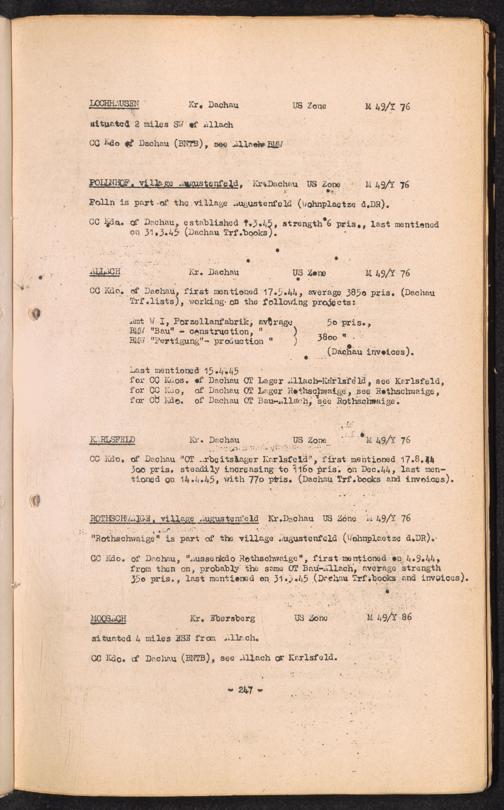 LOCHHAUSEN Kr. Dachau US Zone M 49/Y 76
situated 2 miles SW of Allach
CC Kdo of Dachau (BNTB), see Allach BMW
POLLNHOF, village Augustenfeld, Kr.Dachau US Zone M 49/Y 76
Polln is part of the village Augustenfeld (Wohnplaetze d.DR).
CC Kdo. of Dachau, established .3.45, strength 6 pris., last mentioned
on 31.3.45 (Dachau Trf.books).
ALLACH Kr. Dachau US Zone M 49/Y 76
CC Kdo. of Dachau, first mentioned 17.5.44, average 3850 pris. (Dachau
Trf.lists), working on the following projects:
Amt W I, Porzellanfabrik, average 50 pris.,
BMW "Bau" - construction, " )
BMW "Fertigung"- production " ) 3800 "
(Dachau invoices).
Last mentioned 15.4.45
for CC Kdos. of Dachau OT Lager Allach-Karlsfeld, see Karlsfeld,
for CC Kdo. of Dachau OT Lager Rothschwaige, see Rothschwaige,
for CC Kdo. of Dachau OT Bau-Allach, see Rothschwaige.
KARLSFELD Kr. Dachau US Zone M 49/Y 76
CC Kdo. of Dachau "OT Arbeitslager Karlsfeld", first mentioned 17.8.44
300 pris. steadily increasing to 1160 pris. on Dec.44, last men-
tioned on 14.4.45, with 770 pris. (Dachau Trf.books and invoices).
ROTHSCHWAIGE, village Augustenfeld Kr.Dachau US Zone M 49/Y 76
"Rothschwaige" is part of the village Augustenfeld (Wohnplaetze d.DR).
CC Kdo. of Dachau, "Aussenkdo Rothschwaige", first mentioned on 4.9.44,
from then on, probably the same OT Bau-Allach, average strength
350 pris., last mentioned on 31.3.45 (Dachau Trf.books and invoices).
MOOSACH Kr. Ebersberg US Zone M 49/Y 86
situated 4 miles ESE from Allach.
CC Kdo. of Dachau (BNTB), see Allach or Karlsfeld.
- 247 -